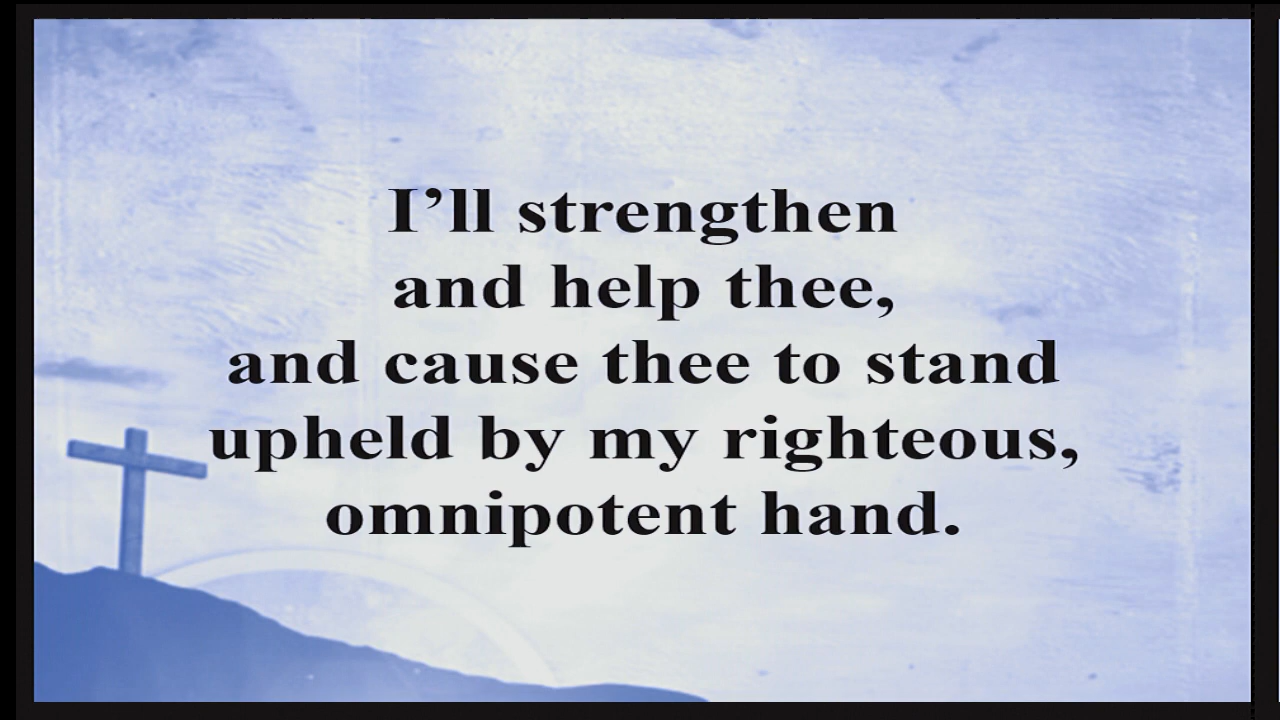 I’ll strengthen
and help thee,
and cause thee to stand
upheld by my righteous,
omnipotent hand.